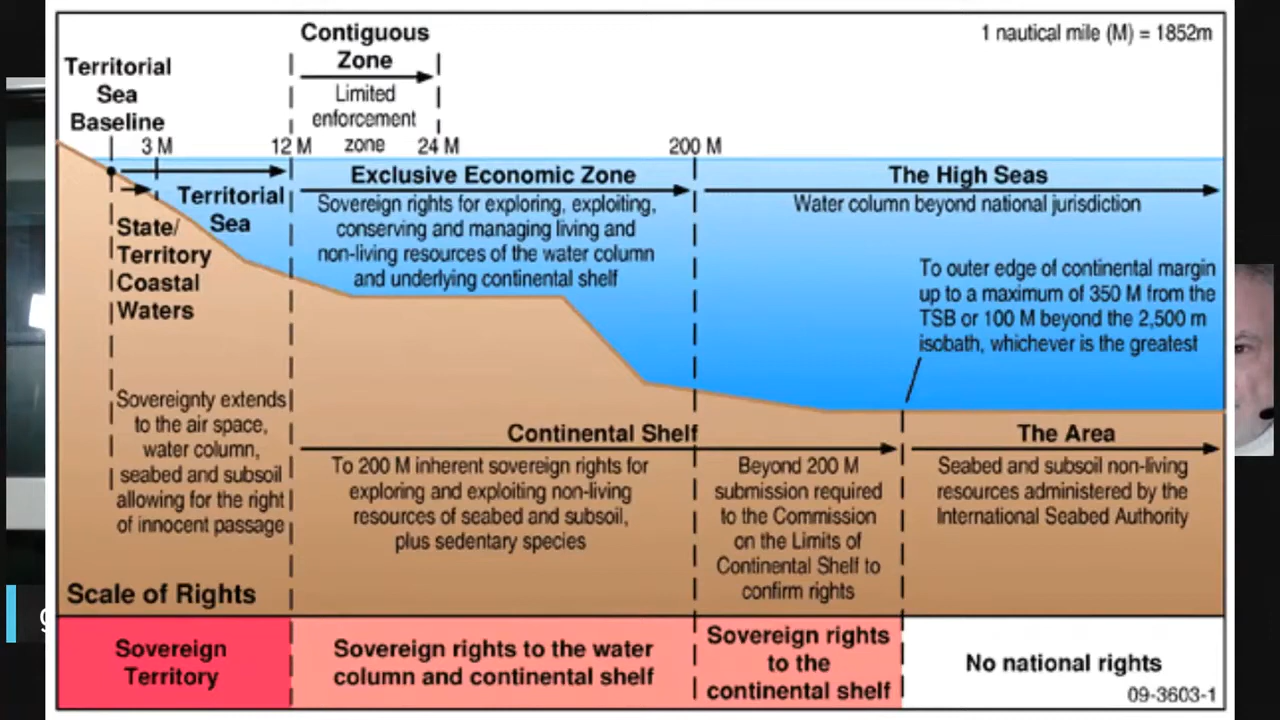 1 nautical mile (M) = 1852m
Contiguous
Zone
Limited
enforcement
zone
Territorial
Sea
Baseline
3 M
12 M
24 M
200 M
Territorial
Sea
State/
Territory
Coastal
Waters
Exclusive Economic Zone
Sovereign rights for exploring, exploiting,
conserving and managing living and
non-living resources of the water column
and underlying continental shelf
The High Seas
Water column beyond national jurisdiction
To outer edge of continental margin
up to a maximum of 350 M from the
TSB or 100 M beyond the 2,500 m
isobath, whichever is the greatest
Sovereignty extends
to the air space,
water column,
seabed and subsoil
allowing for the right
of innocent passage
Continental Shelf
To 200 M inherent sovereign rights for
exploring and exploiting non-living
resources of seabed and subsoil,
plus sedentary species
Beyond 200 M
submission required
to the Commission
on the Limits of
Continental Shelf to
confirm rights
The Area
Seabed and subsoil non-living
resources administered by the
International Seabed Authority
Scale of Rights
Sovereign
Territory
Sovereign rights to the water
column and continental shelf
Sovereign rights
to the
continental shelf
No national rights
09-3603-1